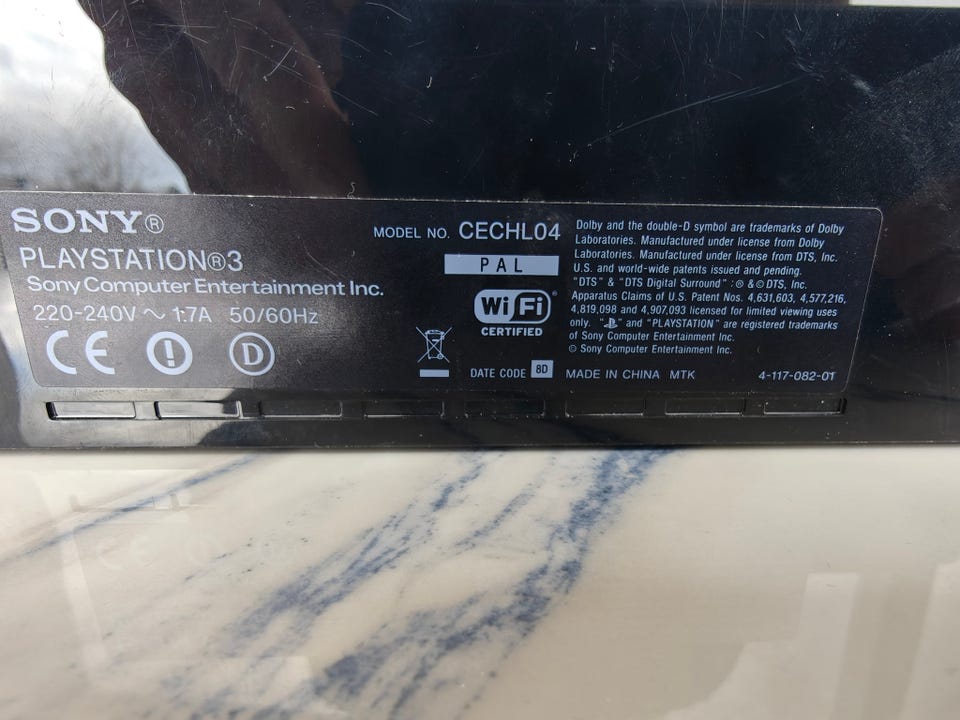 SONY®
PLAYSTATION®3
Sony Computer Entertainment Inc.
220-240V ~ 1.7A 50/60Hz
CE
D
MODEL NO. CECHL04
PAL
Wi Fi®
CERTIFIED
DATE CODE 8D
MADE IN CHINA MTK
4-117-082-01
Dolby and the double-D symbol are trademarks of Dolby
Laboratories. Manufactured under license from Dolby
Laboratories. Manufactured under license from DTS, Inc.
U.S. and world-wide patents issued and pending.
"DTS" & "DTS Digital Surround" : ® & © DTS, Inc.
Apparatus Claims of U.S. Patent Nos. 4,631,603, 4,577,216,
4,819,098 and 4,907,093 licensed for limited viewing uses
only. " " and "PLAYSTATION" are registered trademarks
of Sony Computer Entertainment Inc.
© Sony Computer Entertainment Inc.